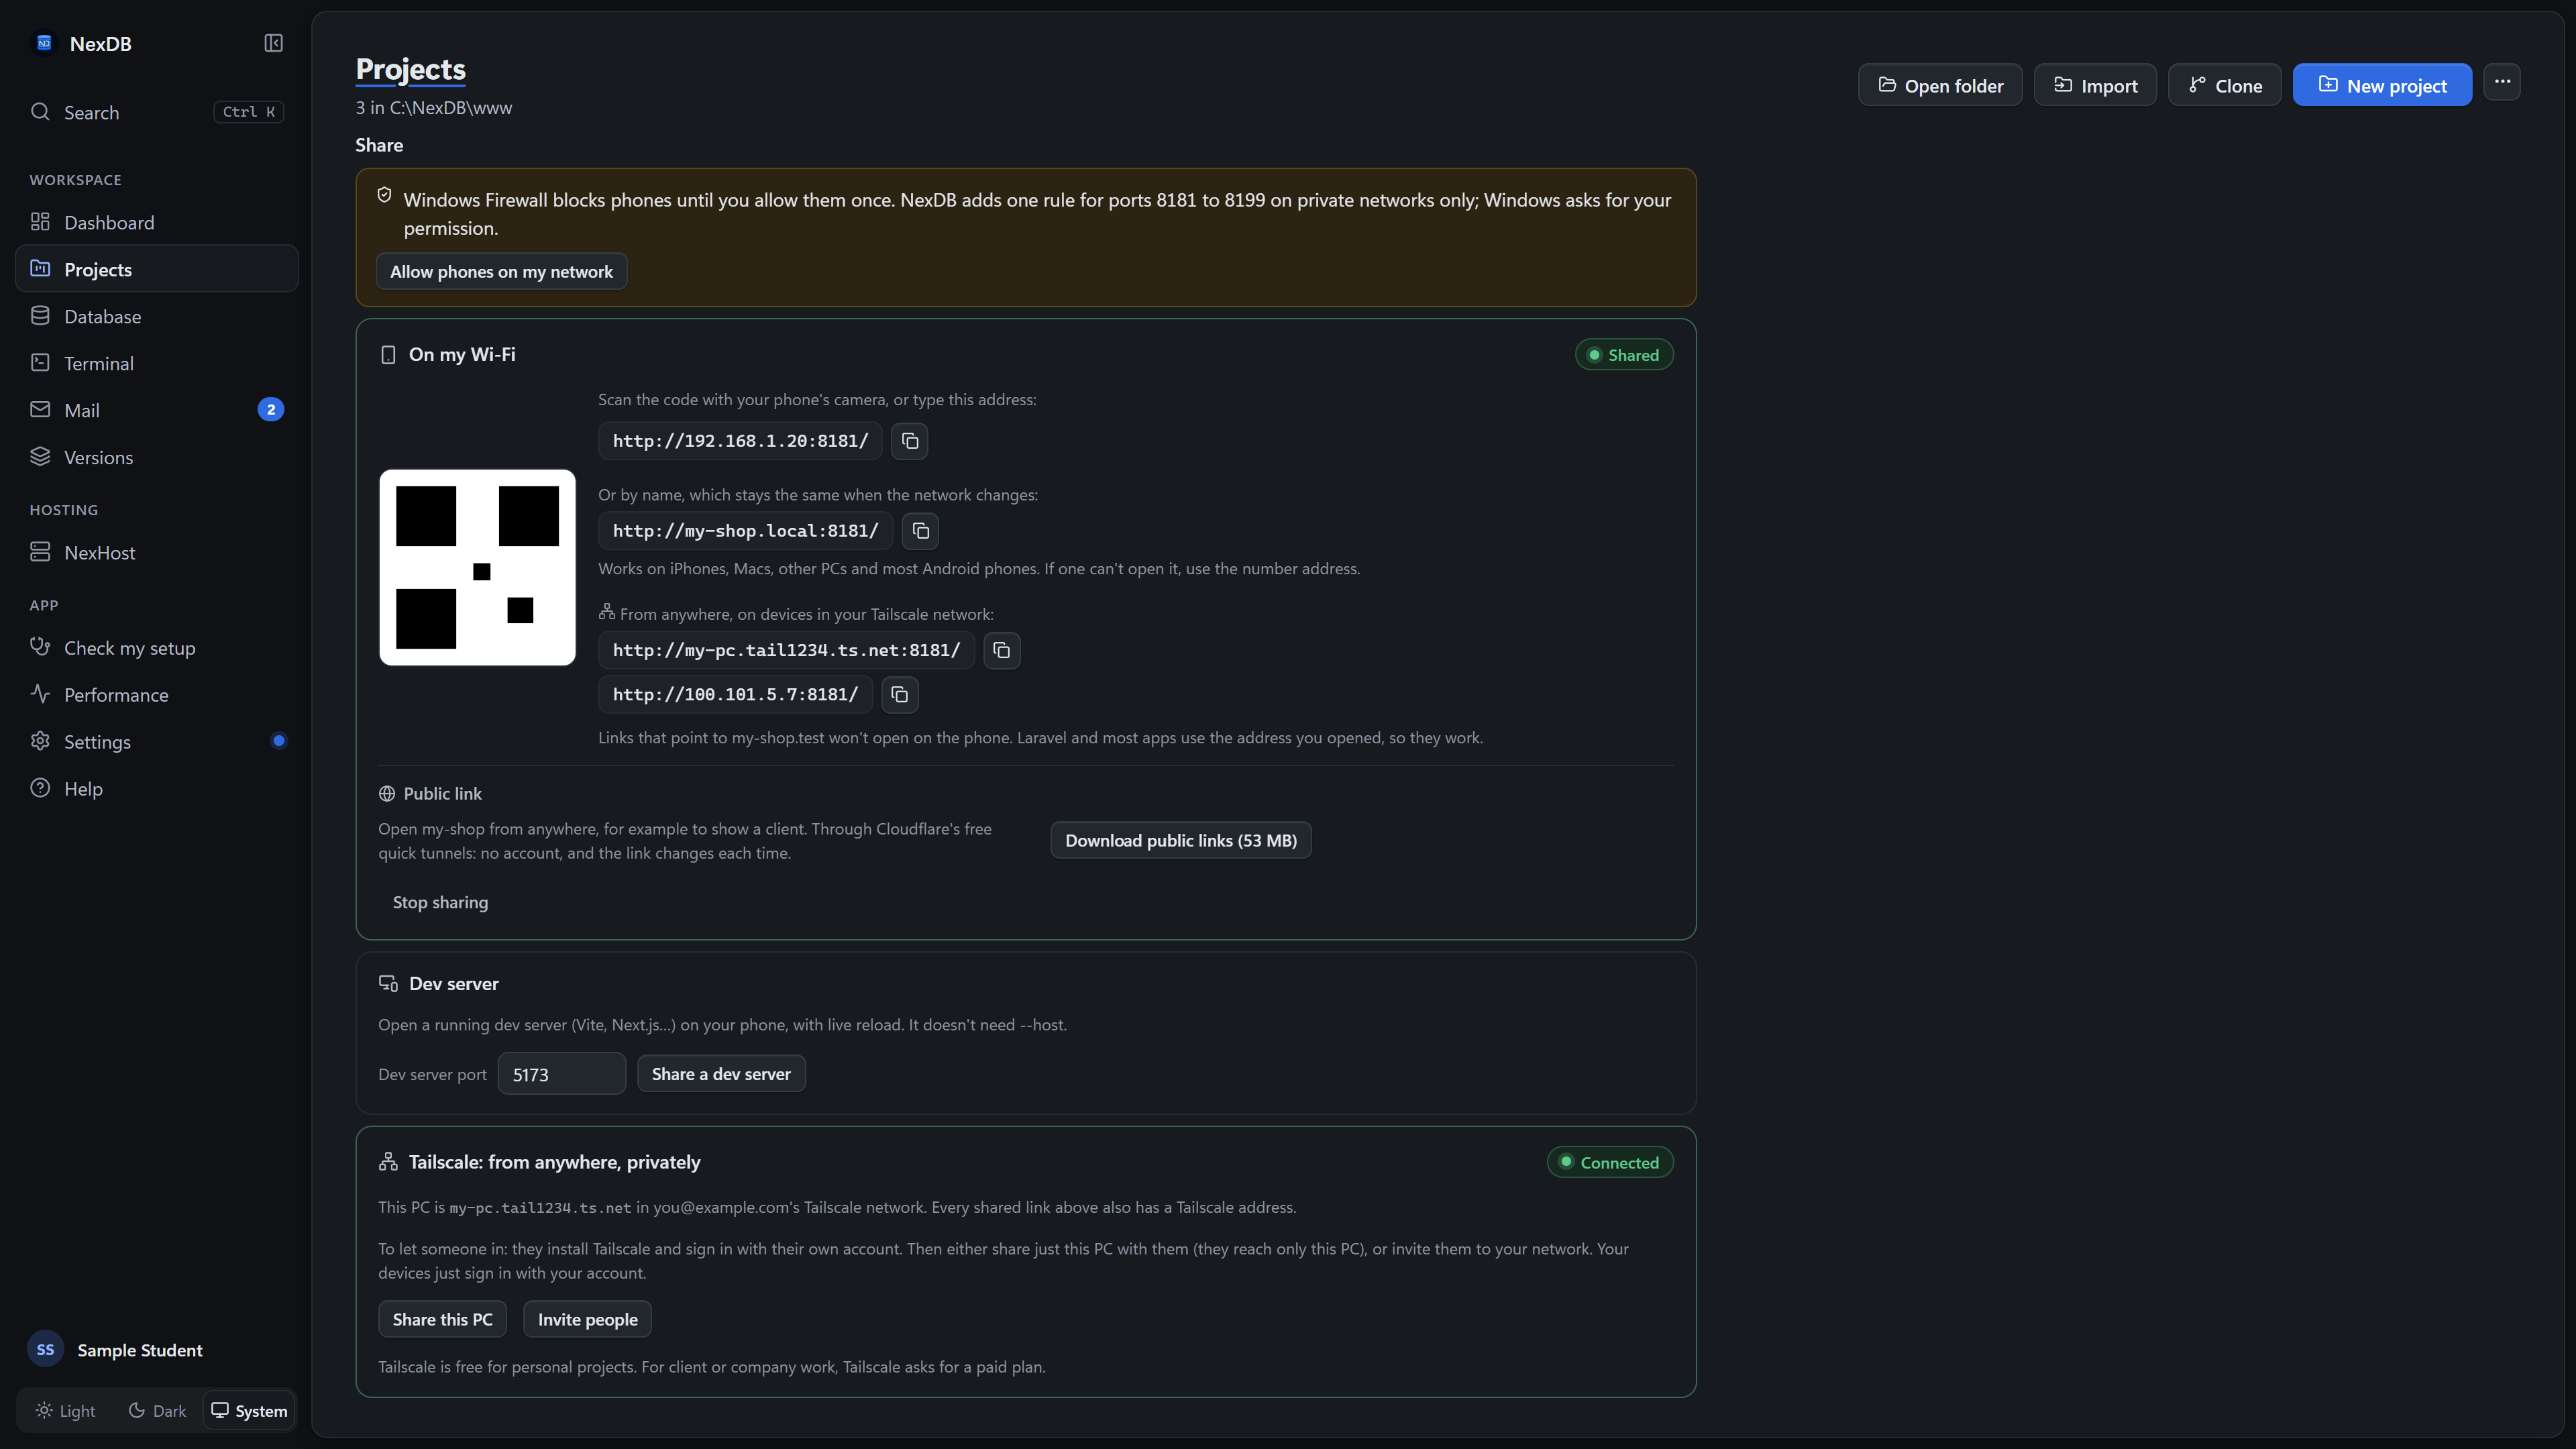 NexDB
Search
Ctrl K
WORKSPACE
Dashboard
Projects
Database
Terminal
Mail
2
Versions
HOSTING
NexHost
APP
Check my setup
Performance
Settings
Help
SS
Sample Student
Light
Dark
System
Projects
3 in C:\NexDB\www
Open folder
Import
Clone
New project
Share
Windows Firewall blocks phones until you allow them once. NexDB adds one rule for ports 8181 to 8199 on private networks only; Windows asks for your
permission.
Allow phones on my network
On my Wi-Fi
Shared
Scan the code with your phone's camera, or type this address:
http://192.168.1.20:8181/
Or by name, which stays the same when the network changes:
http://my-shop.local:8181/
Works on iPhones, Macs, other PCs and most Android phones. If one can't open it, use the number address.
From anywhere, on devices in your Tailscale network:
http://my-pc.tail1234.ts.net:8181/
http://100.101.5.7:8181/
Links that point to my-shop.test won't open on the phone. Laravel and most apps use the address you opened, so they work.
Public link
Open my-shop from anywhere, for example to show a client. Through Cloudflare's free
quick tunnels: no account, and the link changes each time.
Download public links (53 MB)
Stop sharing
Dev server
Open a running dev server (Vite, Next.js...) on your phone, with live reload. It doesn't need --host.
Dev server port
5173
Share a dev server
Tailscale: from anywhere, privately
Connected
This PC is my-pc.tail1234.ts.net in you@example.com's Tailscale network. Every shared link above also has a Tailscale address.
To let someone in: they install Tailscale and sign in with their own account. Then either share just this PC with them (they reach only this PC), or invite them to your network. Your
devices just sign in with your account.
Share this PC
Invite people
Tailscale is free for personal projects. For client or company work, Tailscale asks for a paid plan.